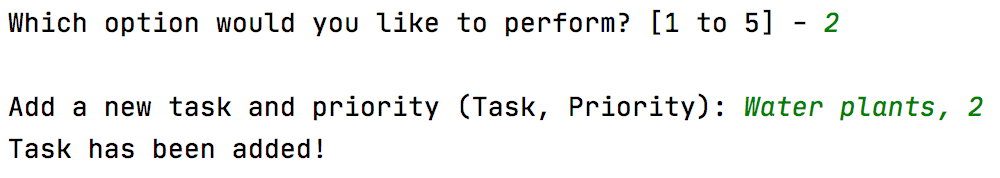 Which option would you like to perform? [1 to 5] - 2
Add a new task and priority (Task, Priority): Water plants, 2
Task has been added!